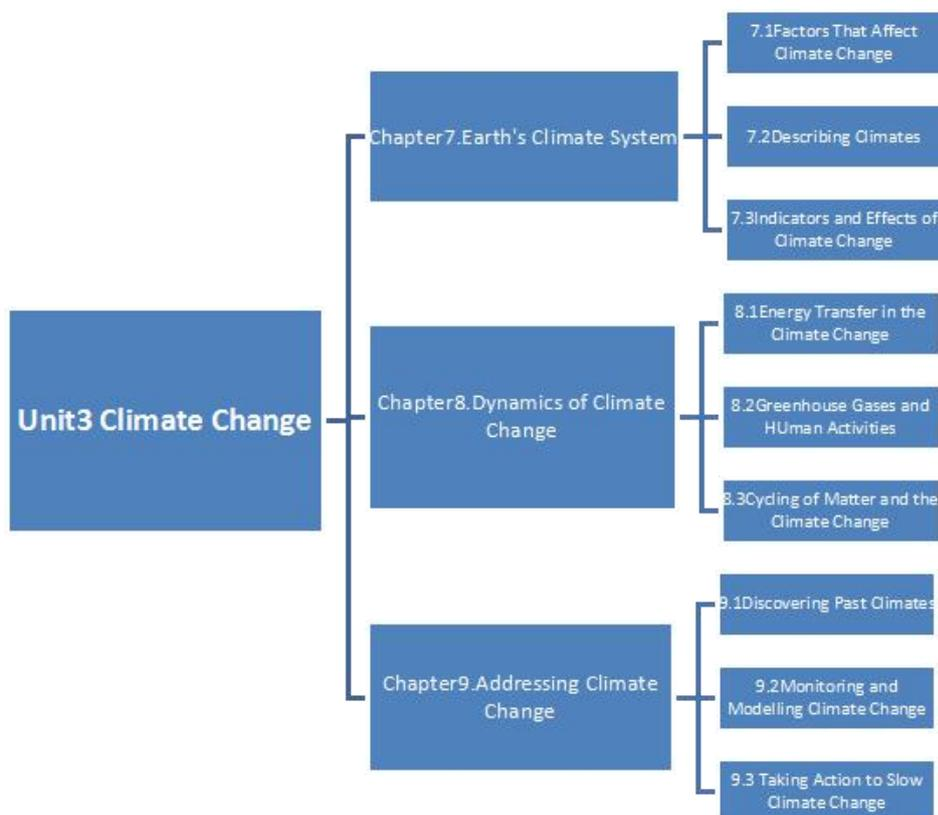 Unit3 Climate Change
Chapter7.Earth's Climate System
7.1Factors That Affect
Climate Change
7.2Describing Climates
7.3Indicators and Effects of
Climate Change
Chapter8.Dynamics of Climate
Change
8.1Energy Transfer in the
Climate Change
8.2Greenhouse Gases and
HUman Activities
8.3Cycling of Matter and the
Climate Change
Chapter9.Addressing Climate
Change
9.1Discovering Past Climates
9.2Monitoring and
Modelling Climate Change
9.3 Taking Action to Slow
Climate Change